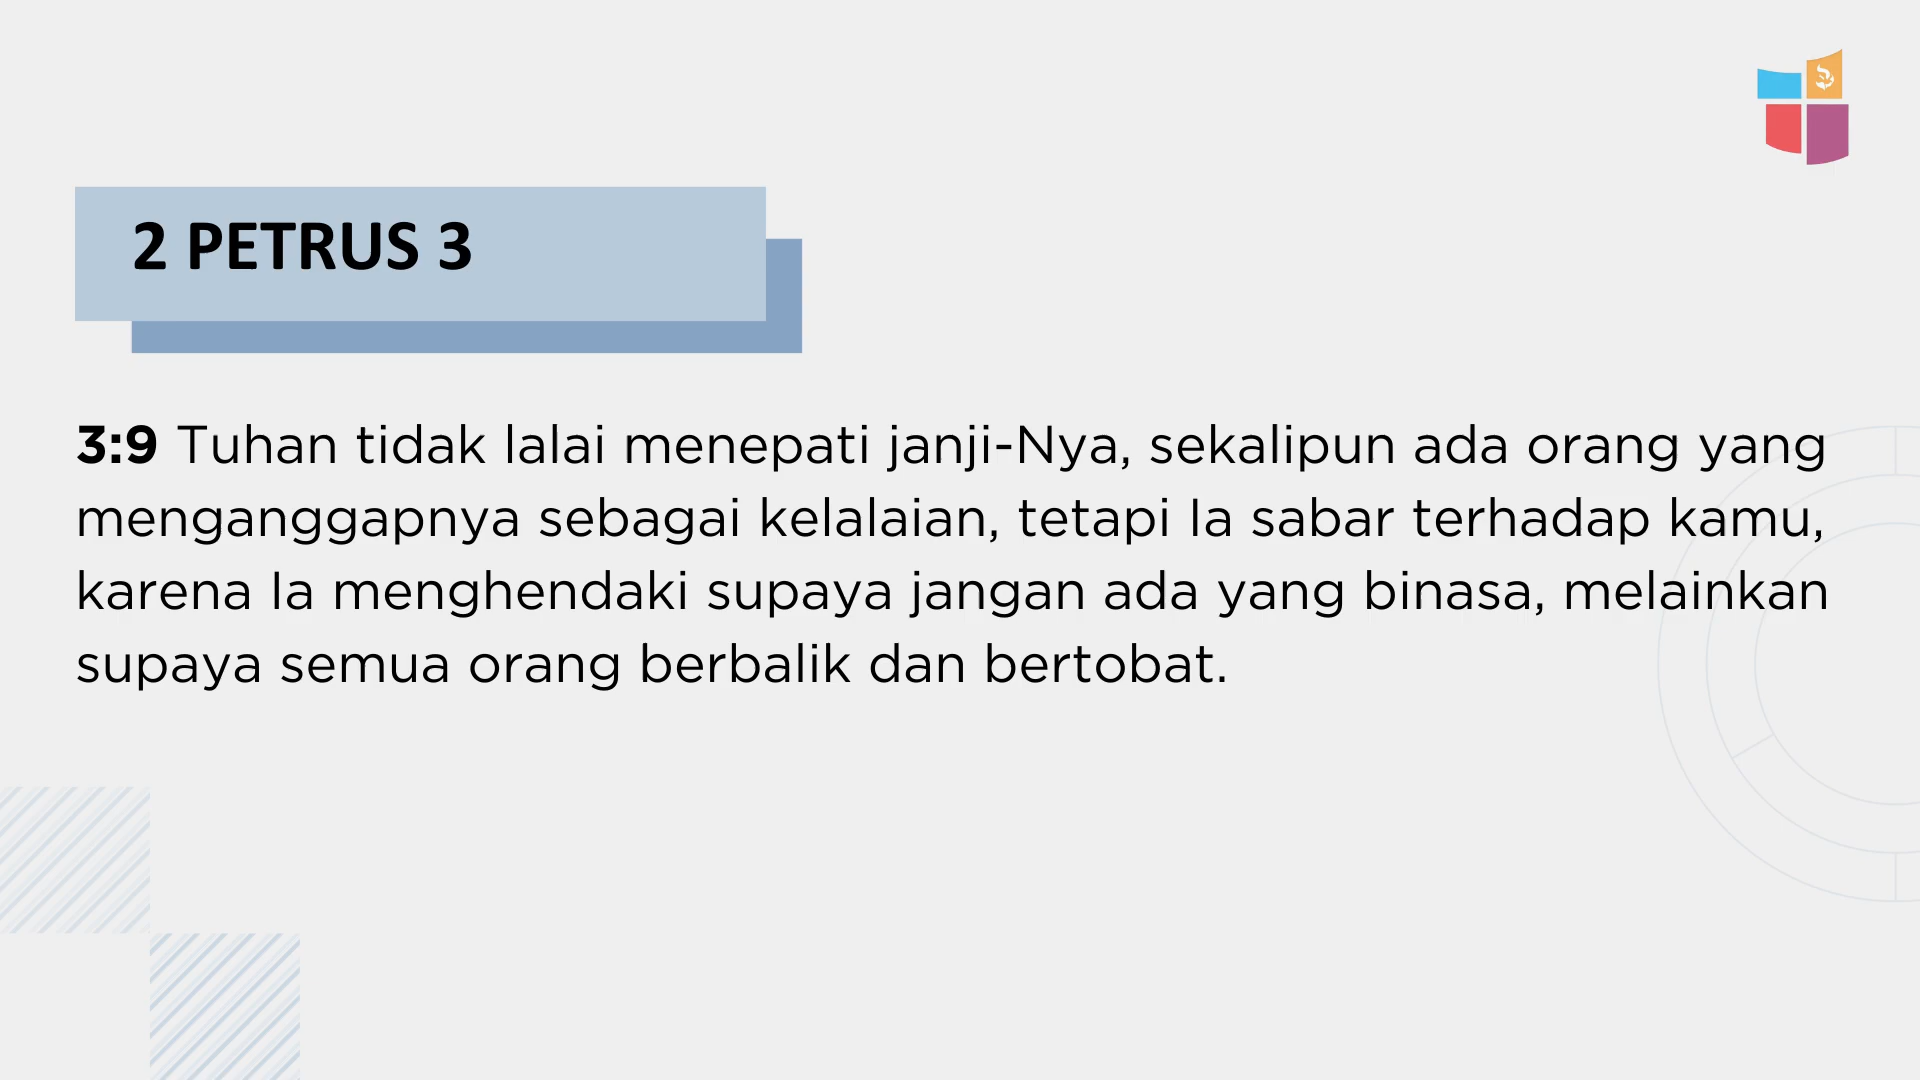 2 PETRUS 3
3:9 Tuhan tidak lalai menepati janji-Nya, sekalipun ada orang yang
menganggapnya sebagai kelalaian, tetapi Ia sabar terhadap kamu,
karena Ia menghendaki supaya jangan ada yang binasa, melainkan
supaya semua orang berbalik dan bertobat.